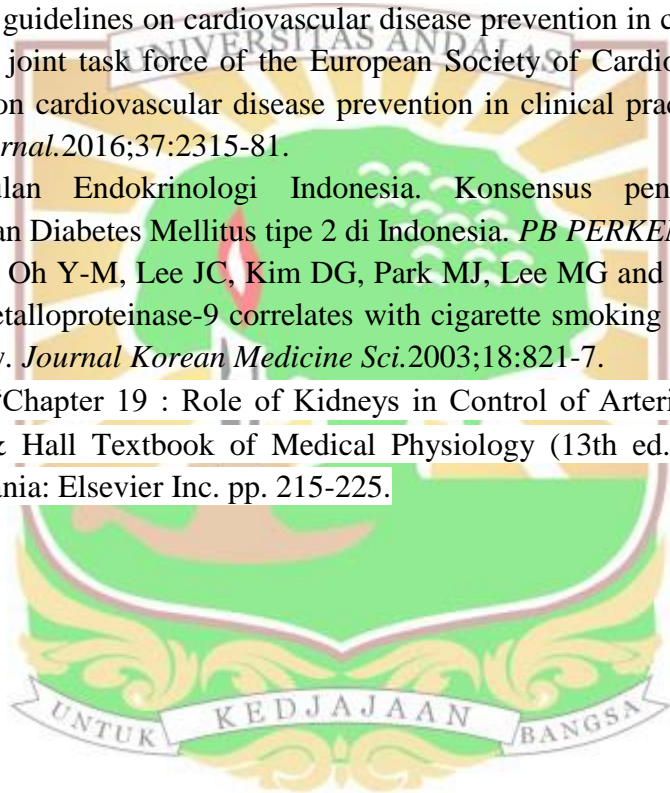 guidelines on cardiovascular disease prevention in c
UNIVERSITAS ANDALAS
joint task force of the European Society of Cardio
on cardiovascular disease prevention in clinical prac
rnal.2016;37:2315-81.
ulan Endokrinologi Indonesia. Konsensus pen
an Diabetes Mellitus tipe 2 di Indonesia. PB PERKEN
Oh Y-M, Lee JC, Kim DG, Park MJ, Lee MG and
etalloproteinase-9 correlates with cigarette smoking
y. Journal Korean Medicine Sci.2003;18:821-7.
“Chapter 19 : Role of Kidneys in Control of Arteri
& Hall Textbook of Medical Physiology (13th ed.
ania: Elsevier Inc. pp. 215-225.
UNTUK KEDJAJAAN BANGSA